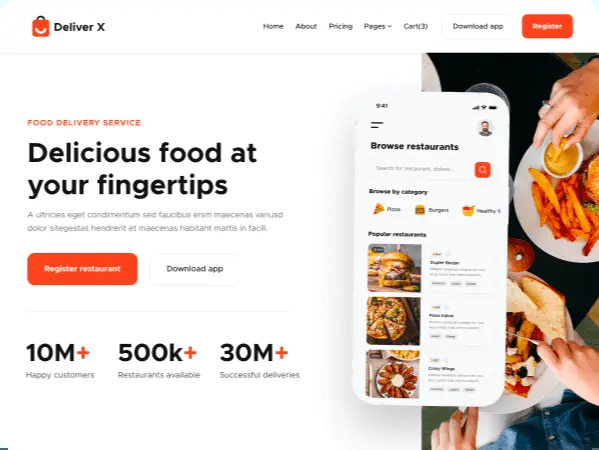 Deliver X
Home About Pricing Pages Cart(3) Download app Register
FOOD DELIVERY SERVICE
Delicious food at
your fingertips
A ultricies eget condimentum sed faucibus enim maecenas variusd
dolor sitegestas hendrerit et maecenas habitant mattis in facili.
Register restaurant Download app
10M+ 500k+ 30M+
Happy customers Restaurants available Successful deliveries
9:41
Browse restaurants
Search for restaurant, dishes...
Browse by category
Pizza Burgers Healthy
Popular restaurants
Burger
Pizza
Crazy Wings